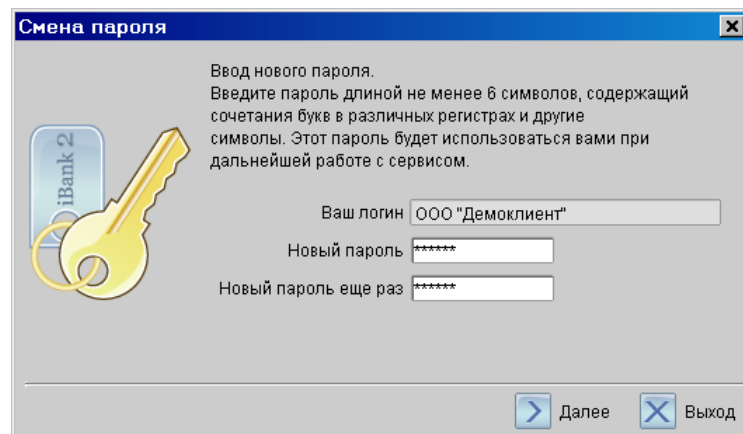 Смена пароля
Ввод нового пароля.
Введите пароль длиной не менее 6 символов, содержащий
сочетания букв в различных регистрах и другие
символы. Этот пароль будет использоваться вами при
дальнейшей работе с сервисом.
iBank 2
Ваш логин ООО "Демоклиент"
Новый пароль ******
Новый пароль еще раз ******
Далее Выход